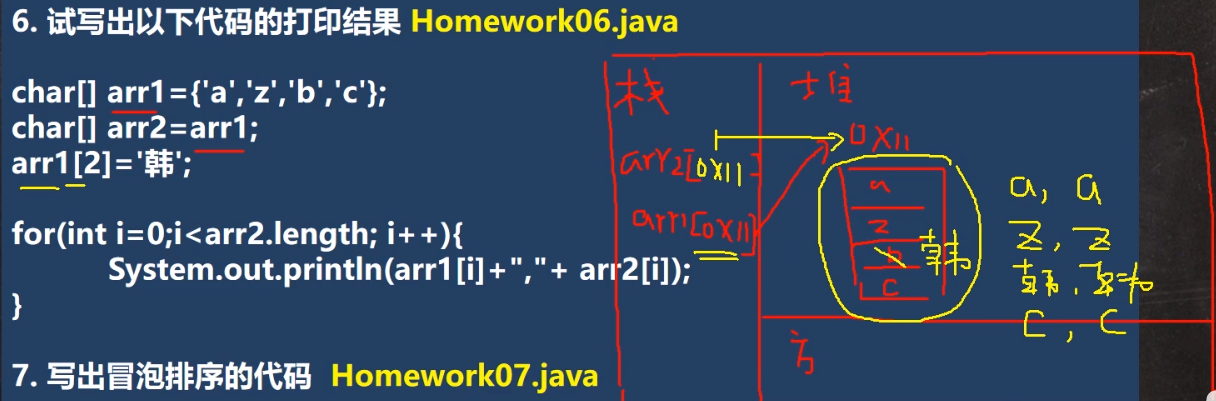 6. 试写出以下代码的打印结果 Homework06.java
char[] arr1={'a','z','b','c'};
char[] arr2=arr1;
arr1[2]='韩';
for(int i=0;i<arr2.length; i++){
System.out.println(arr1[i]+","+ arr2[i]);
}
7. 写出冒泡排序的代码 Homework07.java
栈
堆
0X11
arr2[0X11]
arr1[0X11]
a
z
b 韩
c
方
a, a
z, z
韩, 韩
c, c